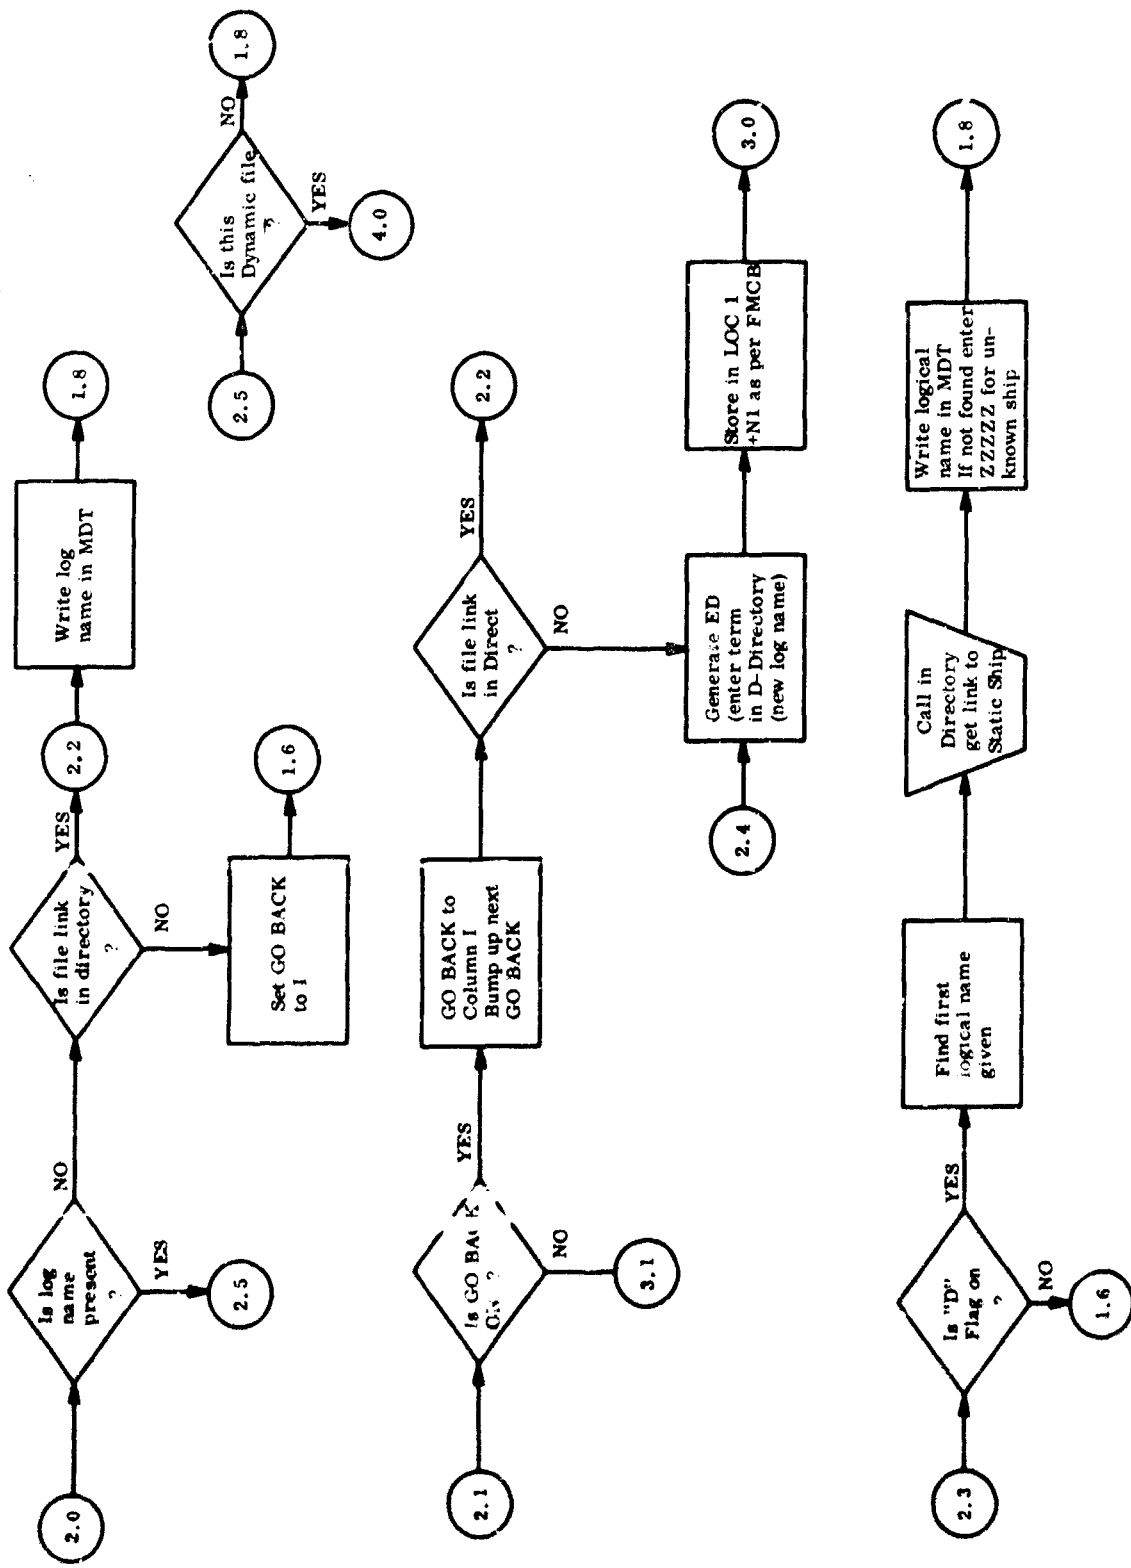 2.0
Is log
name
present
?
YES
2.5
NO
Is file link
in directory
?
NO
Set GO BACK
to I
1.6
YES
2.2
Write log
name in MDT
1.8
2.5
Is this
Dynamic file
?
YES
4.0
NO
1.8
2.1
Is GO BACK
ON ?
NO
3.1
YES
GO BACK to
Column I
Bump up next
GO BACK
Is file link
in Direct
?
YES
2.2
NO
2.4
Generate ED
(enter term
in D-Directory
(new log name)
Store in LOC 1
+N1 as per FMCB
3.0
2.3
Is "D"
Flag on
?
NO
1.6
YES
Find first
logical name
given
Call in
Directory
get link to
Static Ship
Write logical
name in MDT
If not found enter
ZZZZZZ for un-
known ship
1.8